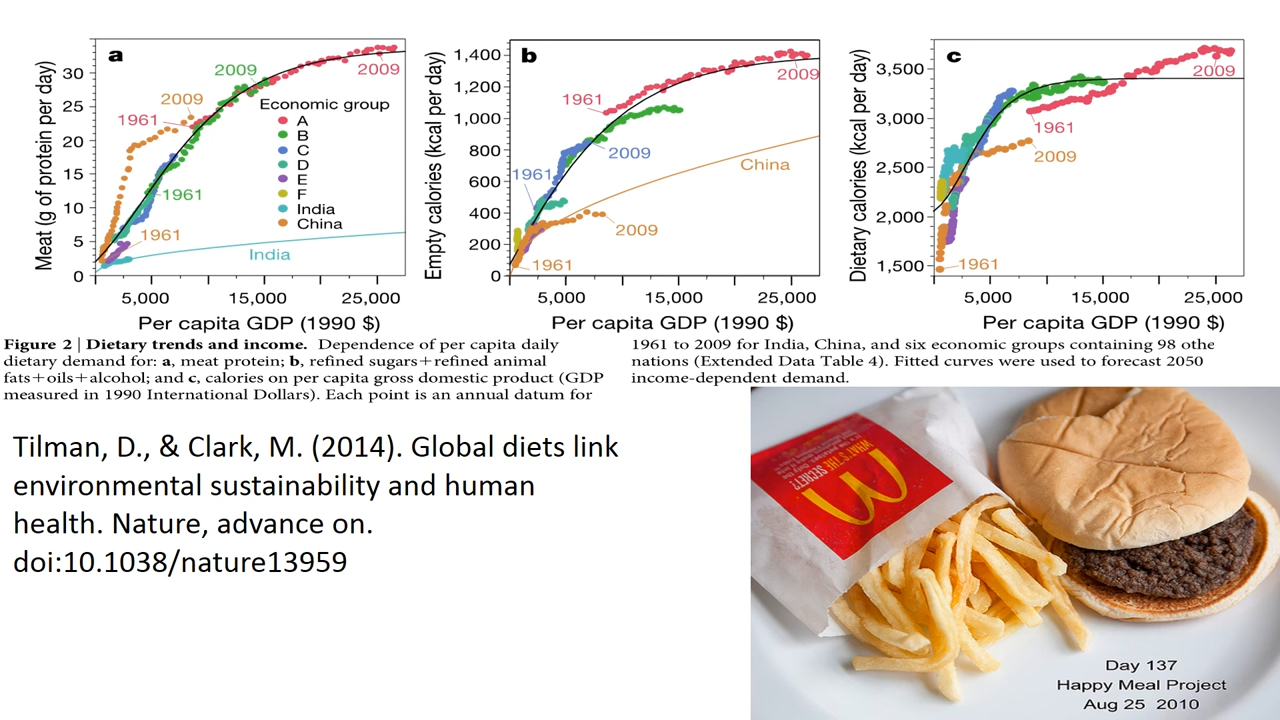 a
Meat (g of protein per day)
30
25
20
15
10
5
0
5,000
15,000
25,000
Per capita GDP (1990 $)
2009
2009
2009
1961
1961
1961
India
Economic group
A
B
C
D
E
F
India
China
b
Empty calories (kcal per day)
1,400
1,200
1,000
800
600
400
200
0
5,000
15,000
25,000
Per capita GDP (1990 $)
2009
1961
2009
1961
China
2009
1961
c
Dietary calories (kcal per day)
3,500
3,000
2,500
2,000
1,500
5,000
15,000
25,000
Per capita GDP (1990 $)
2009
1961
2009
1961
Figure 2 | Dietary trends and income. Dependence of per capita daily
dietary demand for: a, meat protein; b, refined sugars+refined animal
fats+oils+alcohol; and c, calories on per capita gross domestic product (GDP
measured in 1990 International Dollars). Each point is an annual datum for
1961 to 2009 for India, China, and six economic groups containing 98 othe
nations (Extended Data Table 4). Fitted curves were used to forecast 2050
income-dependent demand.
Tilman, D., & Clark, M. (2014). Global diets link
environmental sustainability and human
health. Nature, advance on.
doi:10.1038/nature13959
WHAT'S THE SECRET?
Day 137
Happy Meal Project
Aug 25 2010